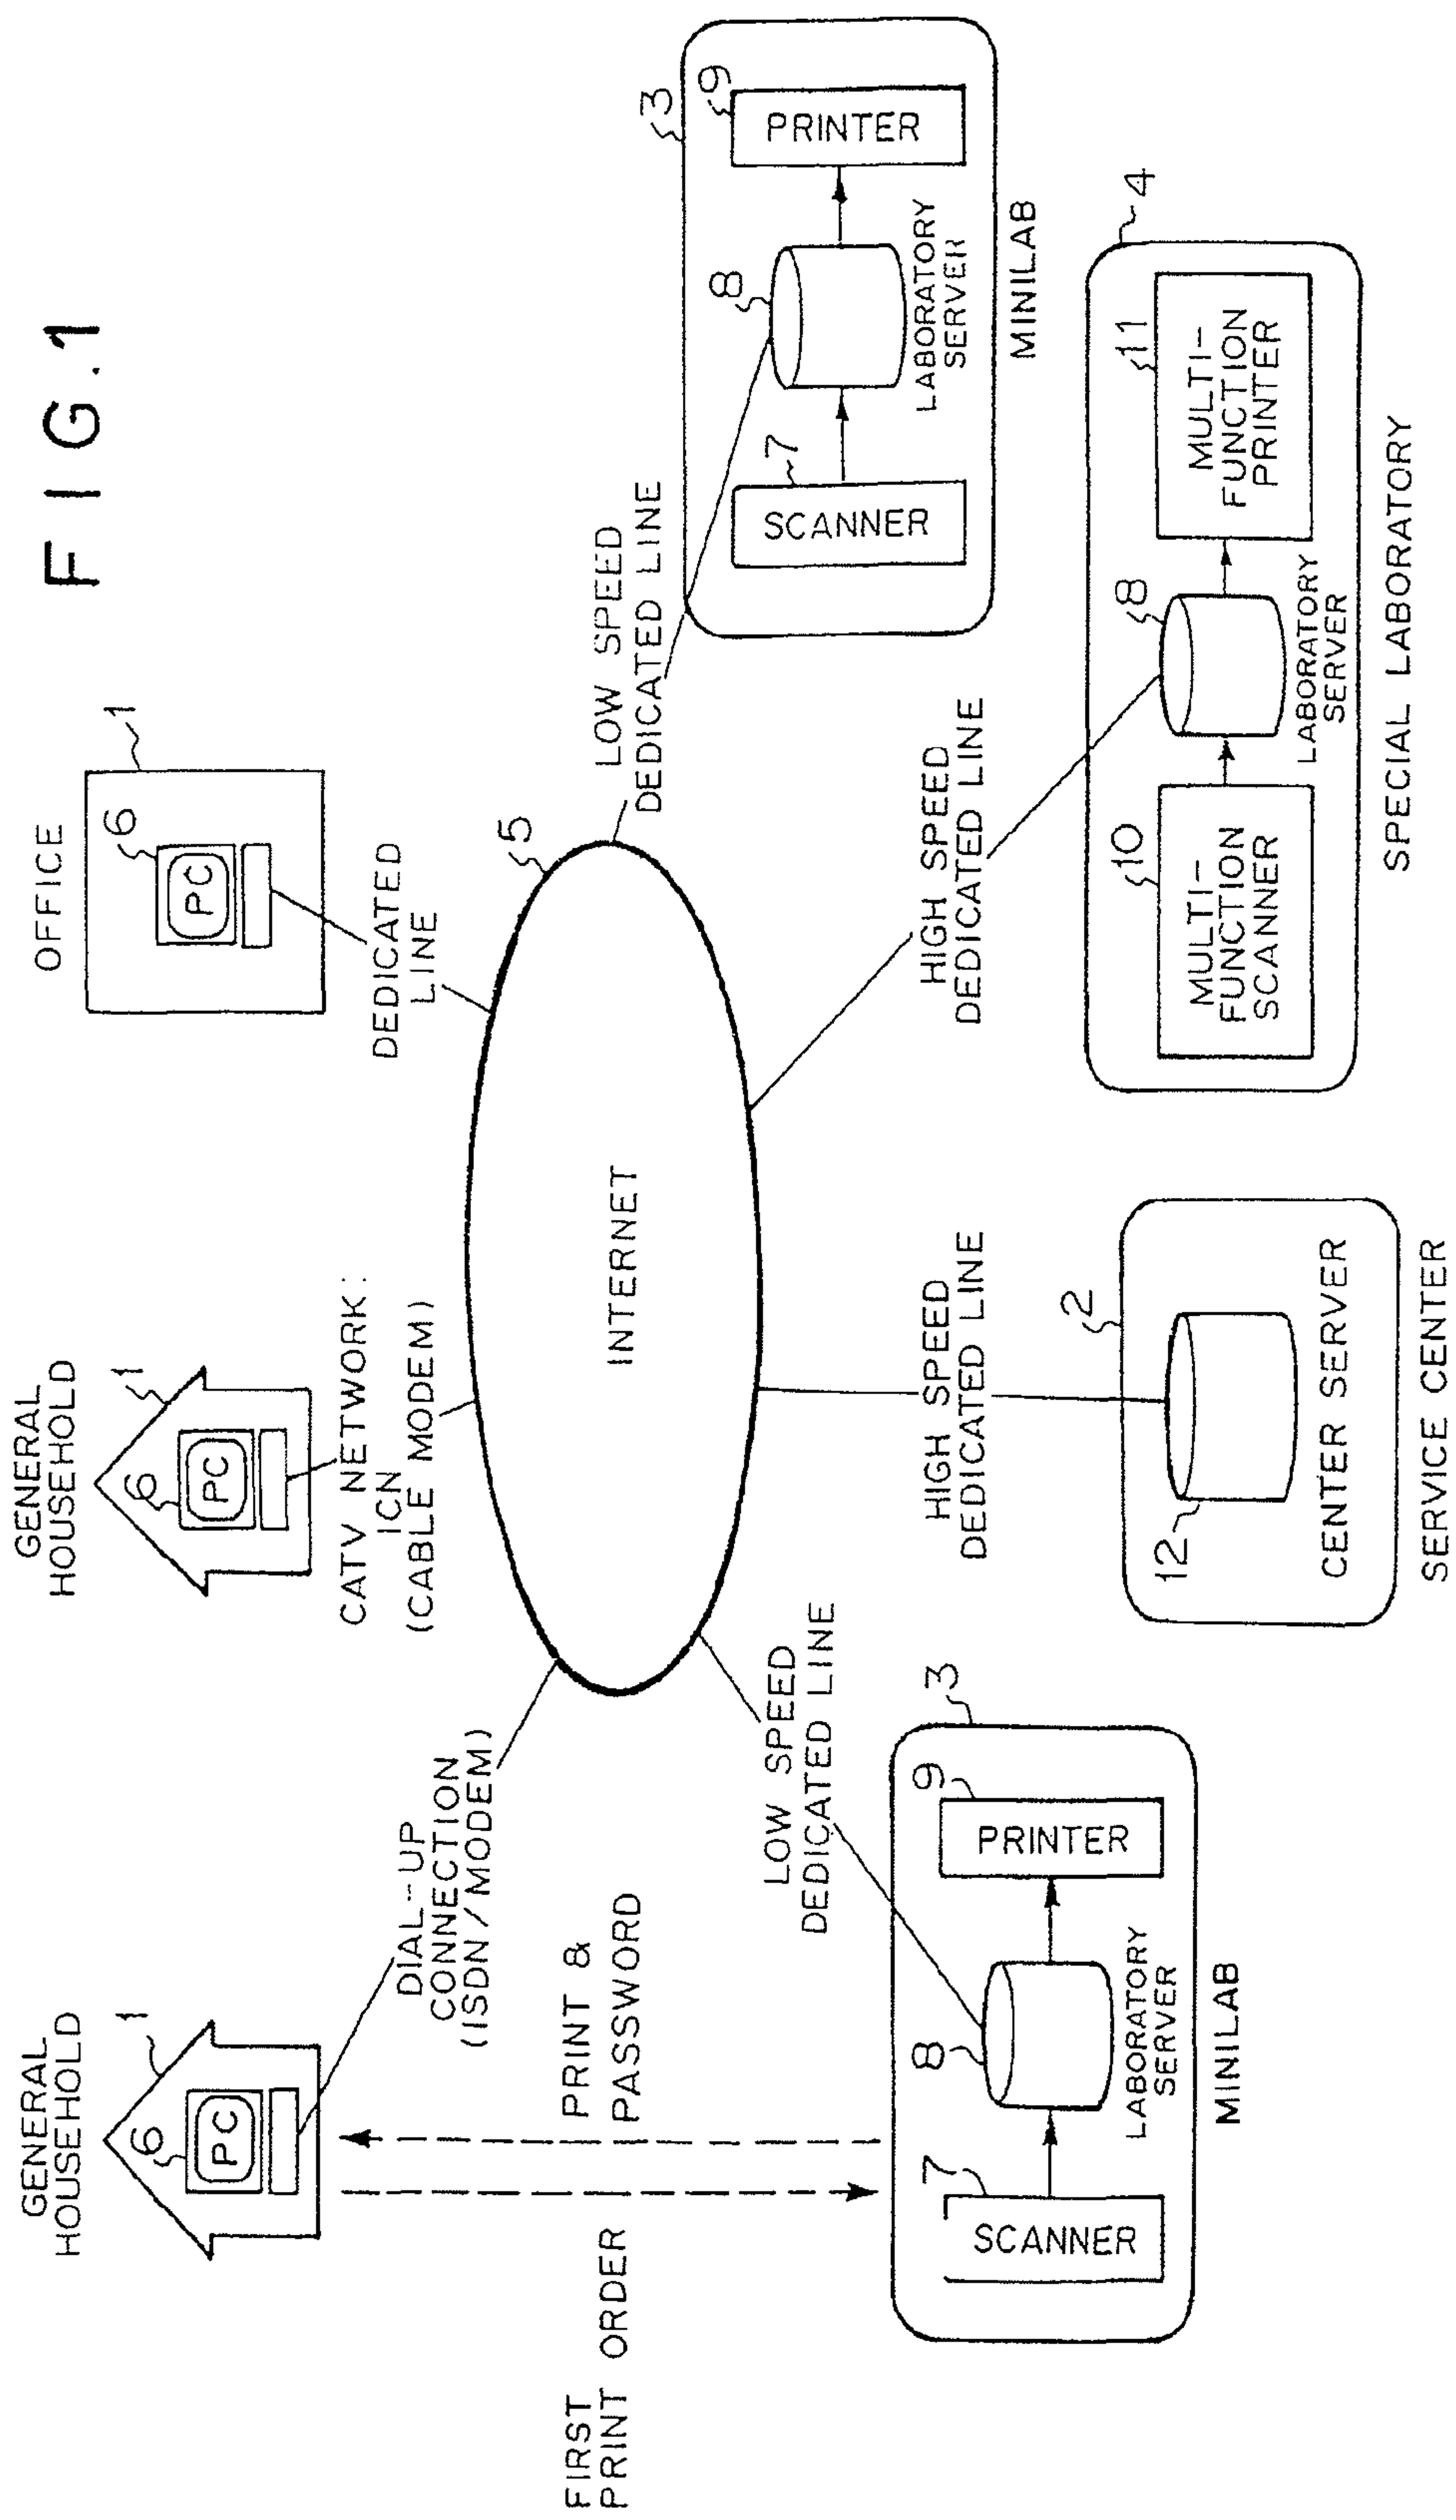 FIG.1
GENERAL
HOUSEHOLD
1
6
PC
GENERAL
HOUSEHOLD
1
6
PC
OFFICE
1
6
PC
DIAL-UP
CONNECTION
(ISDN/MODEM)
CATV NETWORK:
ICN
(CABLE MODEM)
DEDICATED
LINE
5
INTERNET
FIRST
PRINT ORDER
PRINT &
PASSWORD
LOW SPEED
DEDICATED LINE
HIGH SPEED
DEDICATED LINE
HIGH SPEED
DEDICATED LINE
LOW SPEED
DEDICATED LINE
3
7
SCANNER
8
LABORATORY
SERVER
9
PRINTER
MINILAB
2
12
CENTER SERVER
SERVICE CENTER
4
10
MULTI-
FUNCTION
SCANNER
8
LABORATORY
SERVER
11
MULTI-
FUNCTION
PRINTER
SPECIAL LABORATORY
3
7
SCANNER
8
LABORATORY
SERVER
9
PRINTER
MINILAB